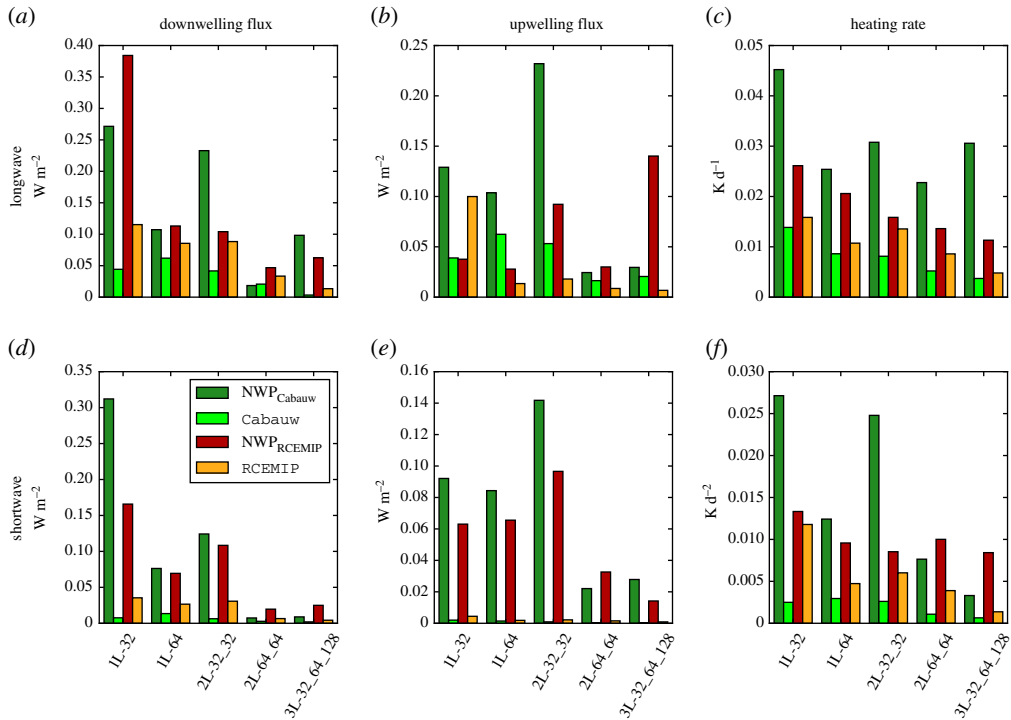 (a) downwelling flux
(b) upwelling flux
(c) heating rate
longwave
W m⁻²
0.40
0.35
0.30
0.25
0.20
0.15
0.10
0.05
0
W m⁻²
0.25
0.20
0.15
0.10
0.05
0
K d⁻¹
0.05
0.04
0.03
0.02
0.01
0
(d)
(e)
(f)
shortwave
W m⁻²
0.35
0.30
0.25
0.20
0.15
0.10
0.05
0
NWP_Cabauw
Cabauw
NWP_RCEMIP
RCEMIP
1L-32
1L-64
2L-32_32
2L-64_64
3L-32_64_128
W m⁻²
0.16
0.14
0.12
0.10
0.08
0.06
0.04
0.02
0
1L-32
1L-64
2L-32_32
2L-64_64
3L-32_64_128
K d⁻²
0.030
0.025
0.020
0.015
0.010
0.005
0
1L-32
1L-64
2L-32_32
2L-64_64
3L-32_64_128